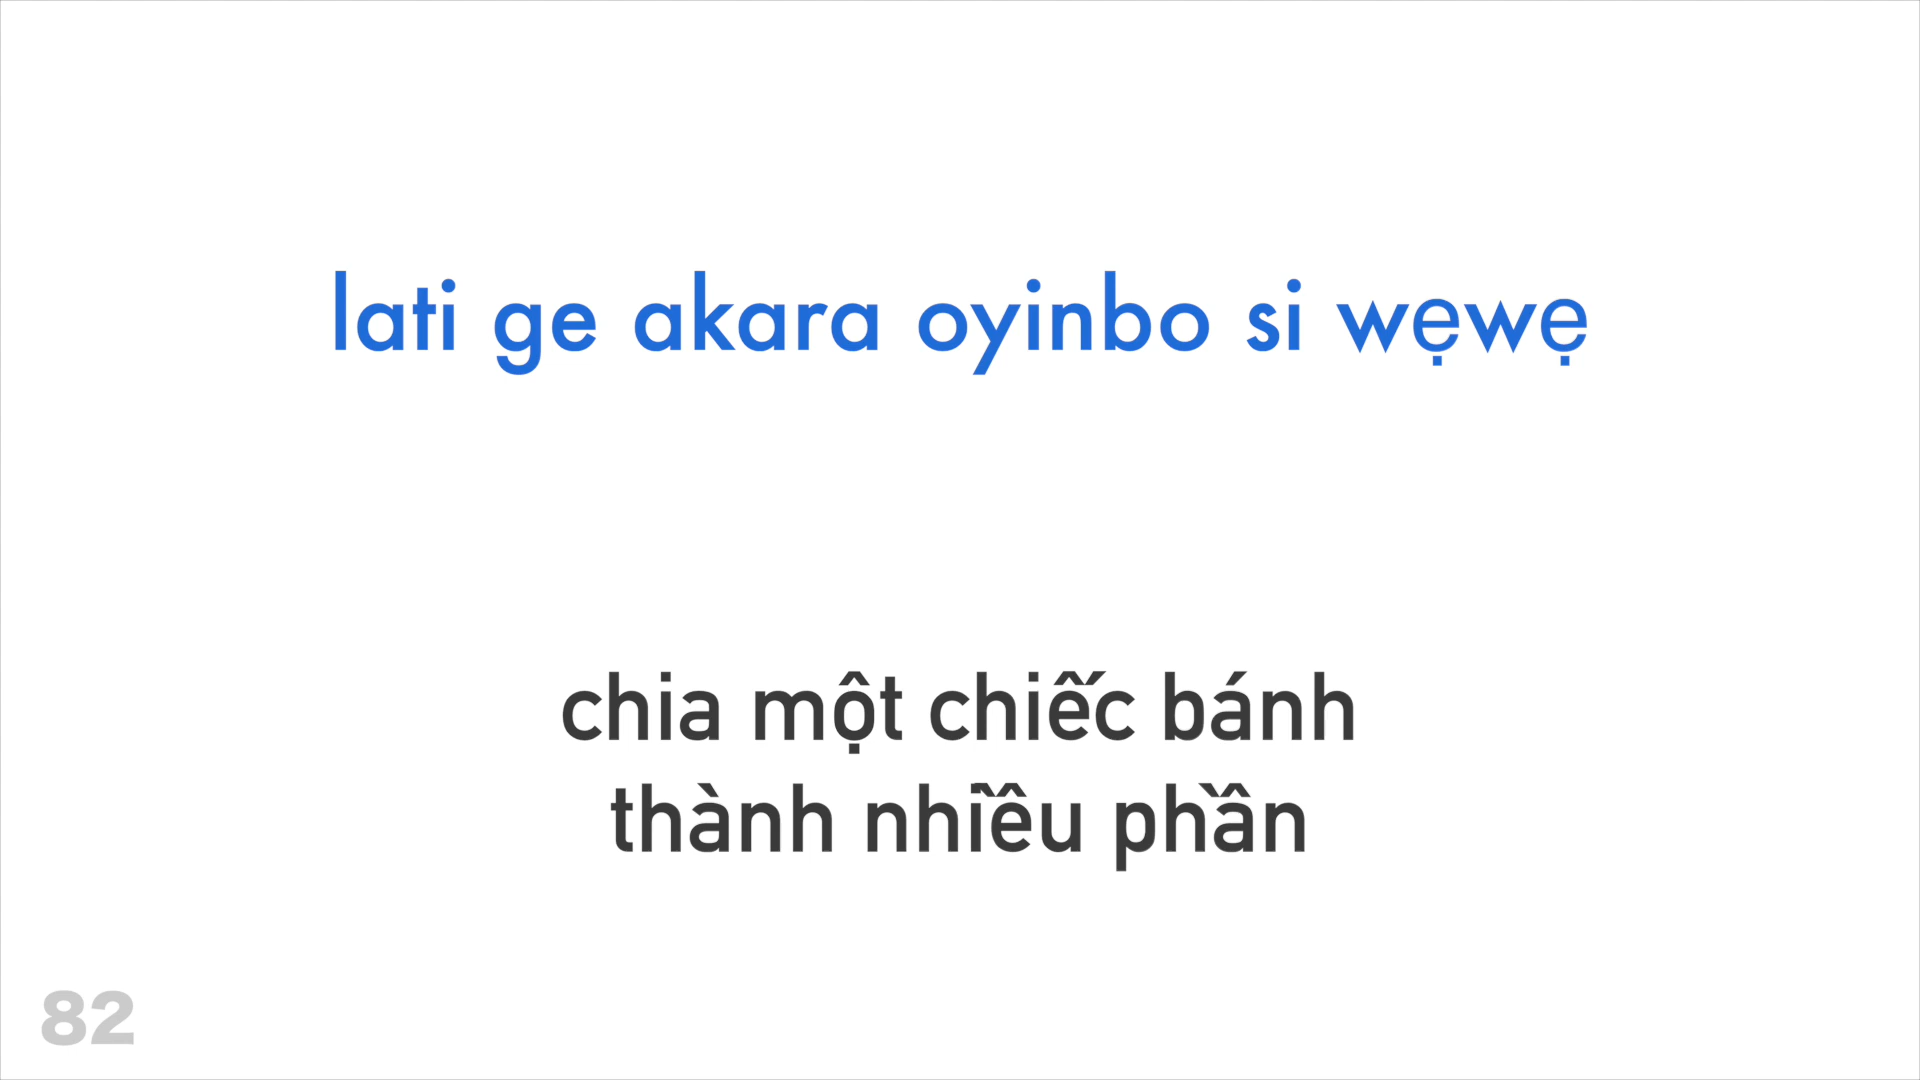 lati ge akara oyinbo si wẹwẹ
chia một chiếc bánh
thành nhiều phần
82